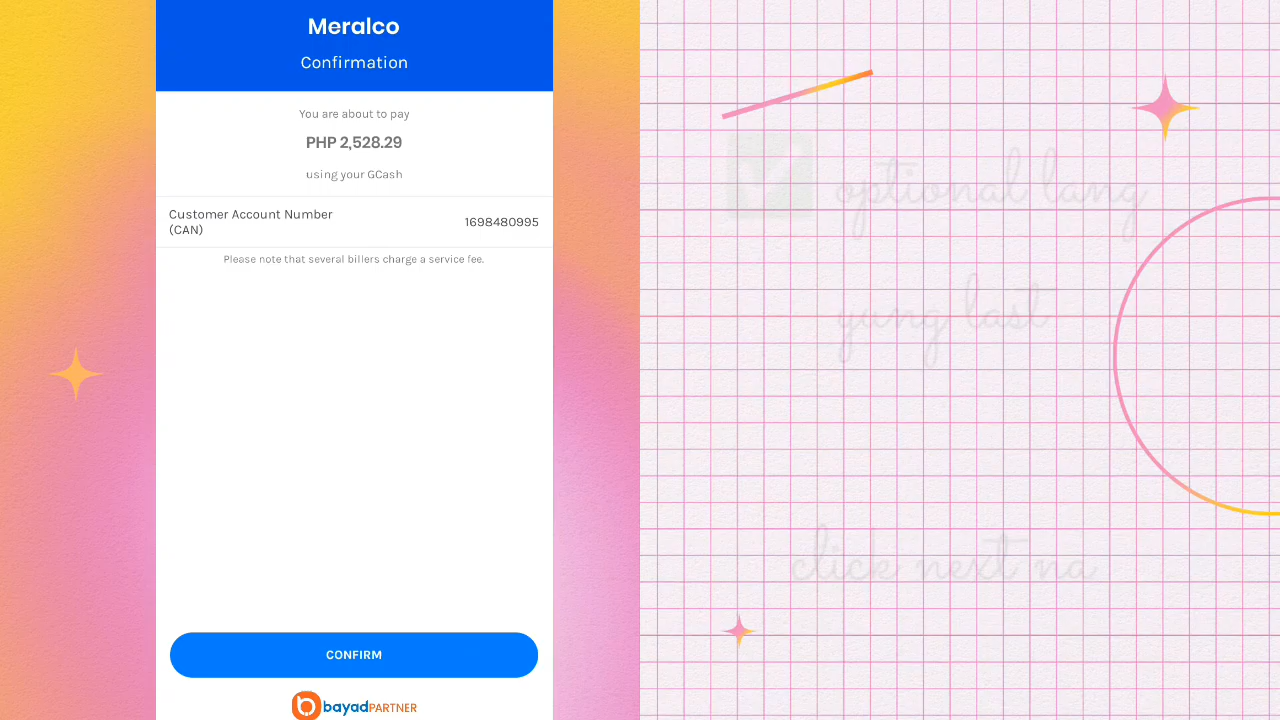 Meralco
Confirmation
You are about to pay
PHP 2,528.29
using your GCash
Customer Account Number
(CAN)
1698480995
Please note that several billers charge a service fee.
CONFIRM
bayadPARTNER
optional lang
yung last
click next na